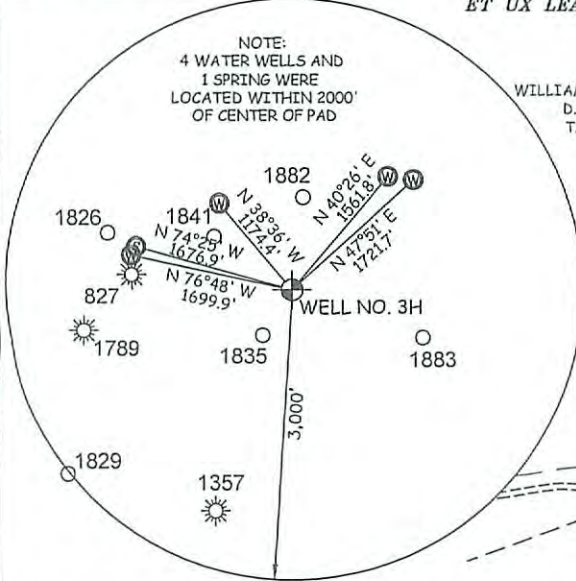 ET UX LEA
NOTE:
4 WATER WELLS AND
1 SPRING WERE
LOCATED WITHIN 2000'
OF CENTER OF PAD
WILLIAM
D.
T
W
W
W
1882
N 40°26' E
1561.8'
N 47°51' E
1721.7'
N 38°36' W
1174.4'
1826
1841
N 74°25' W
1676.9'
S
W
N 76°48' W
1699.9'
827
WELL NO. 3H
1789
1835
1883
3,000'
1829
1357